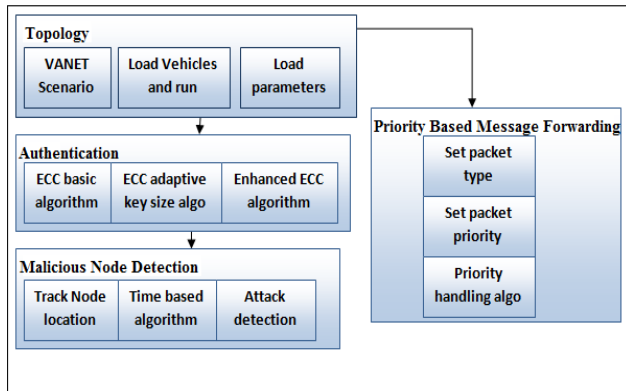 Topology
VANET
Scenario
Load Vehicles
and run
Load
parameters
Authentication
ECC basic
algorithm
ECC adaptive
key size algo
Enhanced ECC
algorithm
Malicious Node Detection
Track Node
location
Time based
algorithm
Attack
detection
Priority Based Message Forwarding
Set packet
type
Set packet
priority
Priority
handling algo